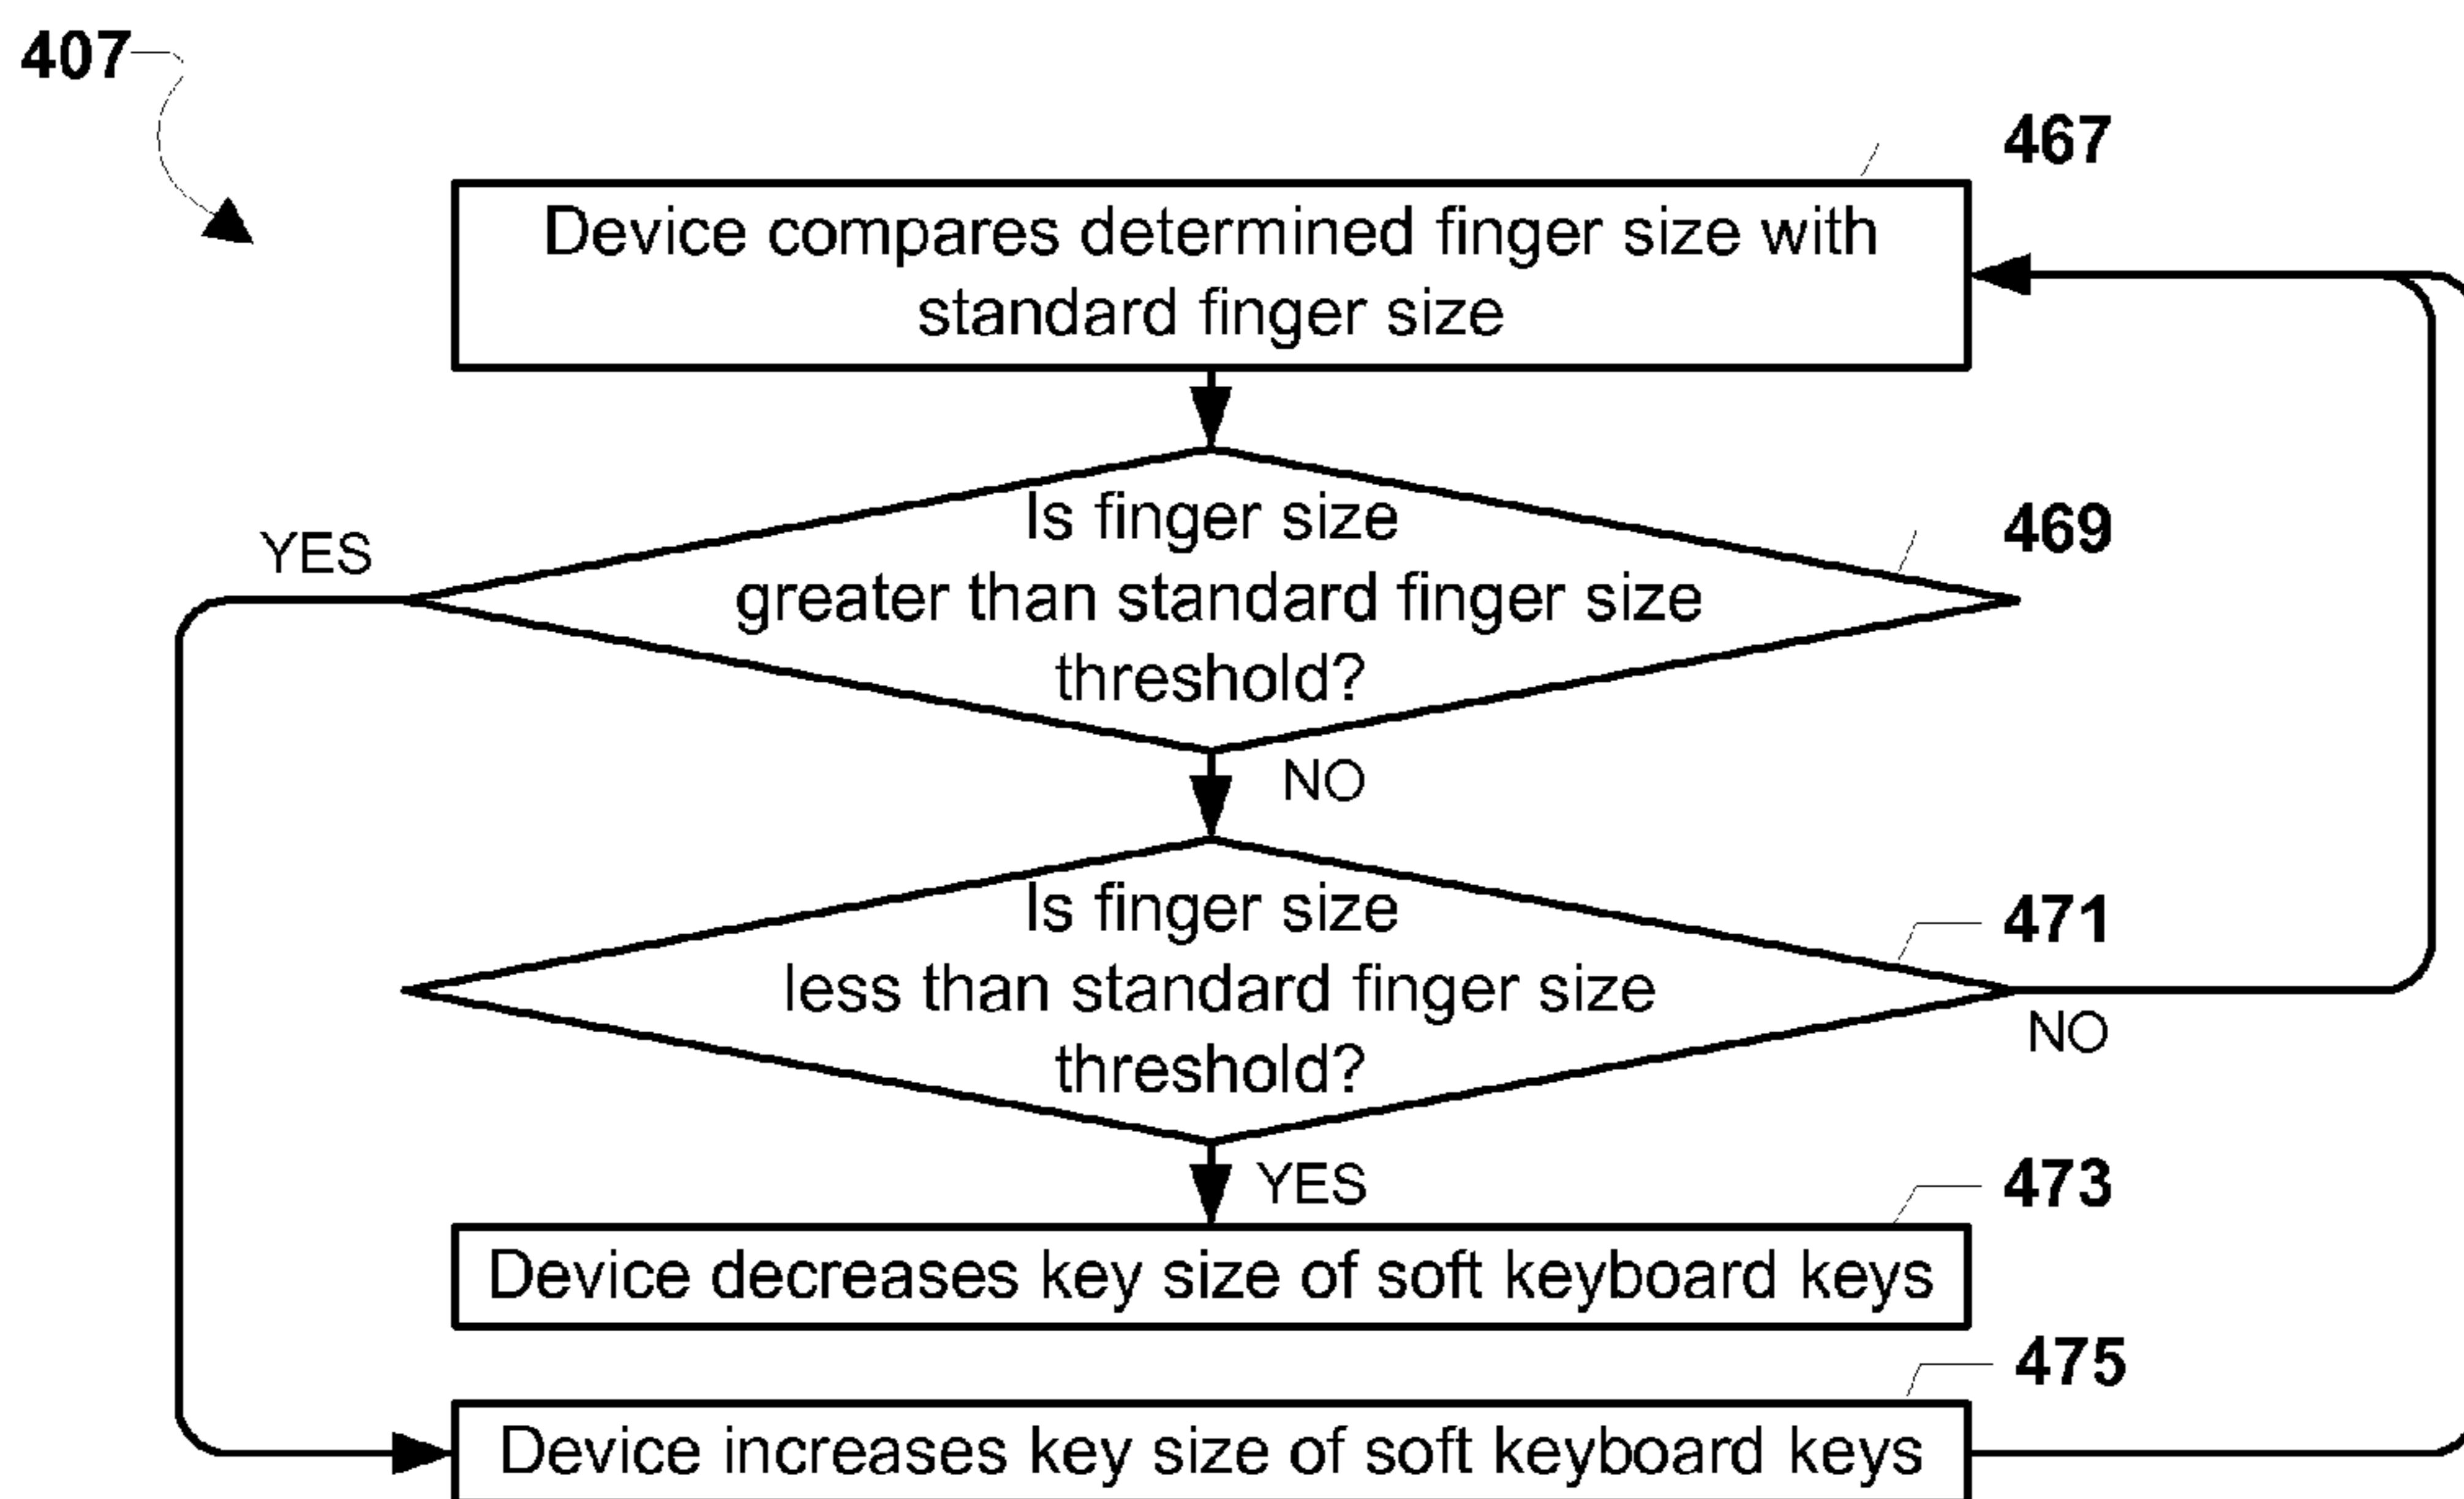 407
467
Device compares determined finger size with
standard finger size
Is finger size
469
greater than standard finger size
threshold?
YES
NO
Is finger size
471
less than standard finger size
threshold?
NO
YES
473
Device decreases key size of soft keyboard keys
475
Device increases key size of soft keyboard keys